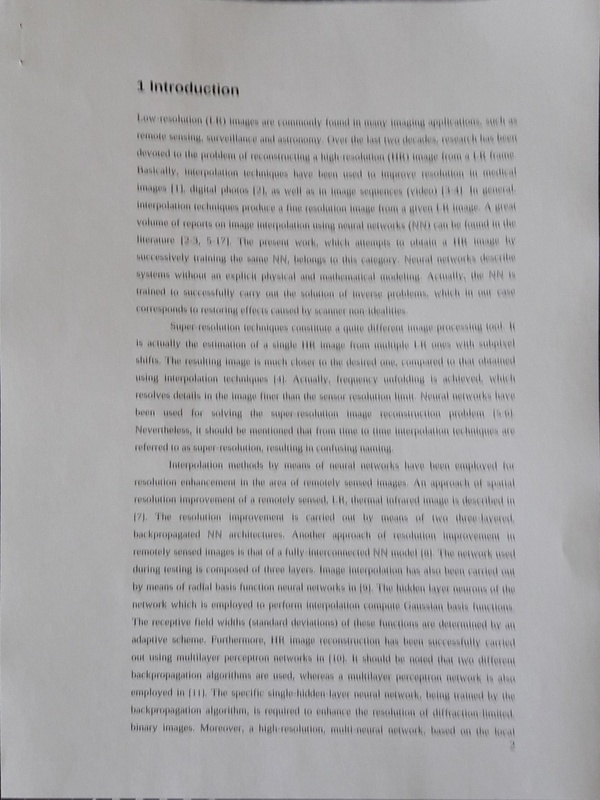 1 Introduction
Low-resolution (LR) images are commonly found in many imaging applications, such as
remote sensing, surveillance and astronomy. Over the last two decades, research has been
devoted to the problem of reconstructing a high-resolution (HR) image from a LR frame.
Basically, interpolation techniques have been used to improve resolution in medical
images [1], digital photos [2], as well as in image sequences (video) [3-4]. In general,
interpolation techniques produce a fine resolution image from a given LR image. A great
volume of reports on image interpolation using neural networks (NN) can be found in the
literature [2-3, 5-17]. The present work, which attempts to obtain a HR image by
successively training the same NN, belongs to this category. Neural networks describe
systems without an explicit physical and mathematical modeling. Actually, the NN is
trained to successfully carry out the solution of inverse problems, which in our case
corresponds to restoring effects caused by scanner non-idealities.
Super-resolution techniques constitute a quite different image processing tool. It
is actually the estimation of a single HR image from multiple LR ones with subpixel
shifts. The resulting image is much closer to the desired one, compared to that obtained
using interpolation techniques [4]. Actually, frequency unfolding is achieved, which
resolves details in the image finer than the sensor resolution limit. Neural networks have
been used for solving the super-resolution image reconstruction problem [5-6].
Nevertheless, it should be mentioned that from time to time interpolation techniques are
referred to as super-resolution, resulting in confusing naming.
Interpolation methods by means of neural networks have been employed for
resolution enhancement in the area of remotely sensed images. An approach of spatial
resolution improvement of a remotely sensed, LR, thermal infrared image is described in
[7]. The resolution improvement is carried out by means of two three-layered,
backpropagated NN architectures. Another approach of resolution improvement in
remotely sensed images is that of a fully-interconnected NN model [8]. The network used
during testing is composed of three layers. Image interpolation has also been carried out
by means of radial basis function neural networks in [9]. The hidden layer neurons of the
network which is employed to perform interpolation compute Gaussian basis functions.
The receptive field widths (standard deviations) of these functions are determined by an
adaptive scheme. Furthermore, HR image reconstruction has been successfully carried
out using multilayer perceptron networks in [10]. It should be noted that two different
backpropagation algorithms are used, whereas a multilayer perceptron network is also
employed in [11]. The specific single-hidden layer neural network, being trained by the
backpropagation algorithm, is required to enhance the resolution of diffraction-limited,
binary images. Moreover, a high-resolution, multi-neural network, based on the local
2